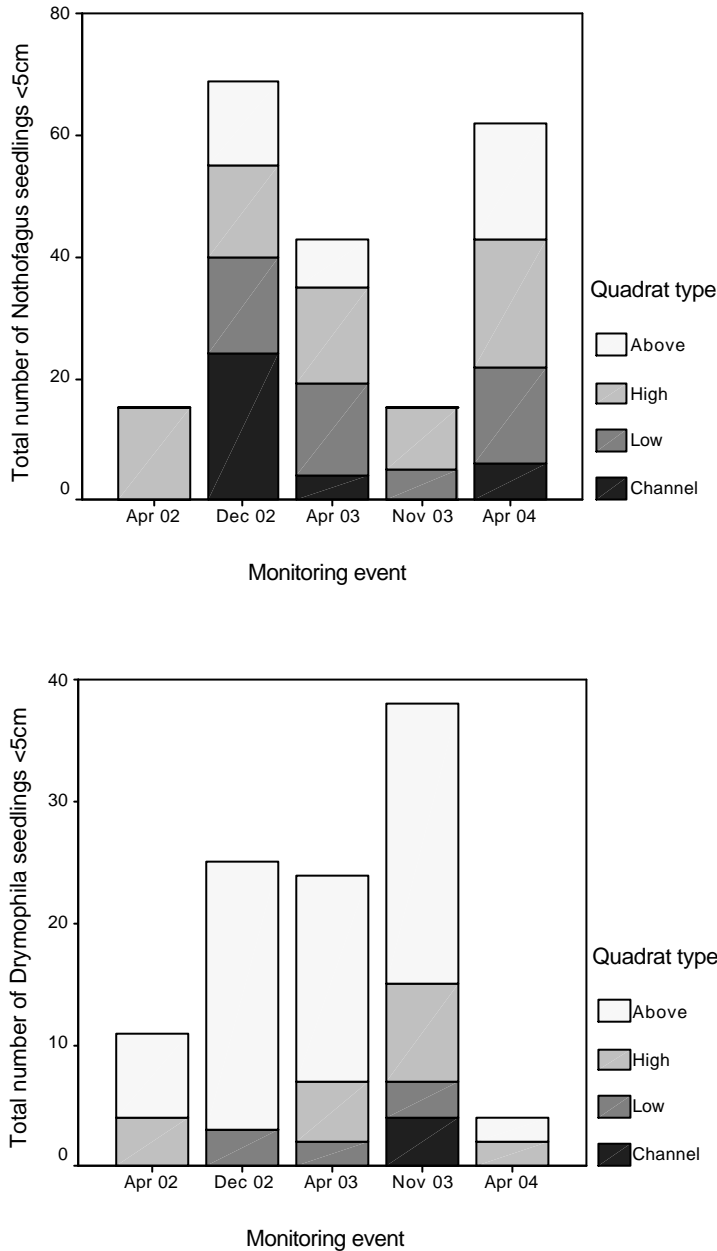 80
60
40
20
0
Total number of Nothofagus seedlings <5cm
Apr 02 Dec 02 Apr 03 Nov 03 Apr 04
Monitoring event
Quadrat type
Above
High
Low
Channel
40
30
20
10
0
Total number of Drymophila seedlings <5cm
Apr 02 Dec 02 Apr 03 Nov 03 Apr 04
Monitoring event
Quadrat type
Above
High
Low
Channel